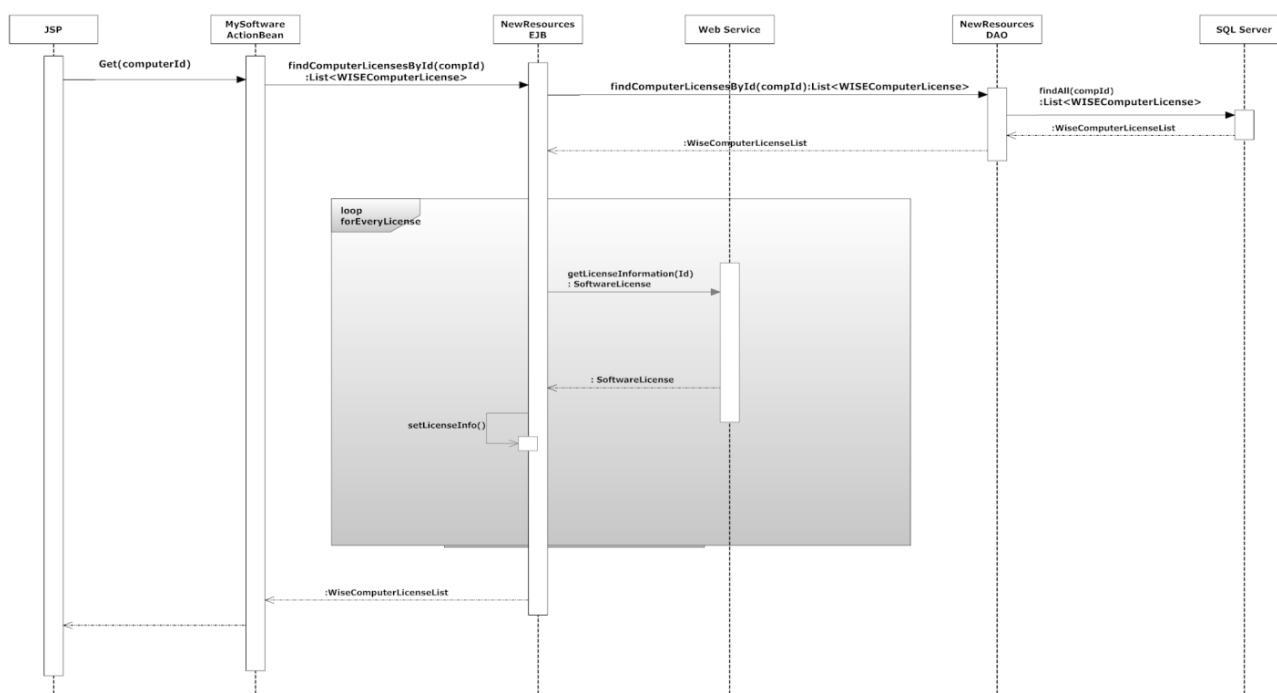 JSP
MySoftware
ActionBean
NewResources
EJB
Web Service
NewResources
DAO
SQL Server
Get(computerId)
findComputerLicensesById(compId)
:List<WISEComputerLicense>
findComputerLicensesById(compId):List<WISEComputerLicense>
findAll(compId)
:List<WISEComputerLicense>
:WiseComputerLicenseList
:WiseComputerLicenseList
loop
forEveryLicense
getLicenseInformation(Id)
: SoftwareLicense
: SoftwareLicense
setLicenseInfo()
:WiseComputerLicenseList